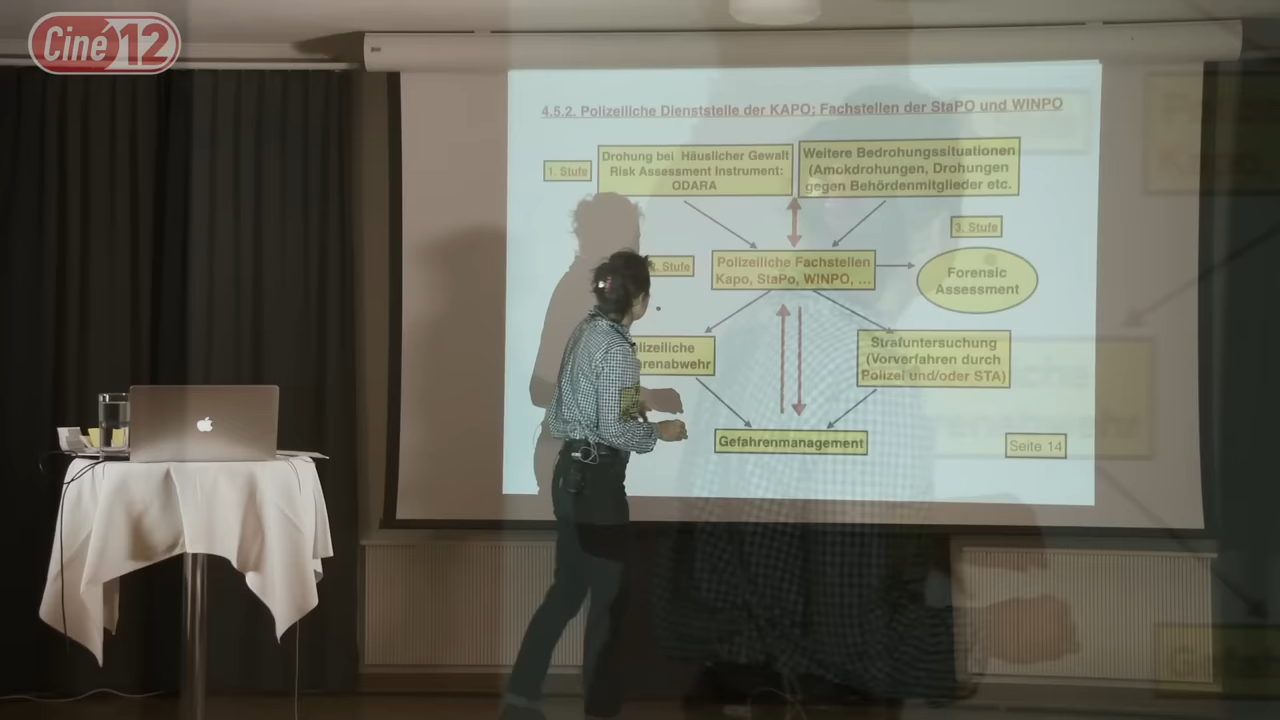 Ciné 12
4.5.2. Polizeiliche Dienststelle der KAPO; Fachstellen der StaPO und WINPO
1. Stufe
Drohung bei Häuslicher Gewalt
Risk Assessment Instrument:
ODARA
Weitere Bedrohungssituationen
(Amokdrohungen, Drohungen
gegen Behördenmitglieder etc.
3. Stufe
2. Stufe
Polizeiliche Fachstellen
Kapo, StaPo, WINPO, ...
Forensic
Assessment
lizeiliche
hrenabwehr
Strafuntersuchung
(Vorverfahren durch
Polizei und/oder STA)
Gefahrenmanagement
Seite 14